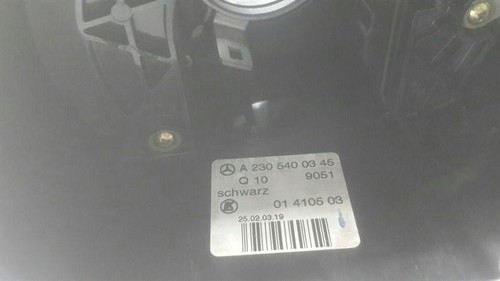 A 230 540 03 45
Q 10 9051
schwarz
01 4105 03
25.02.03.19